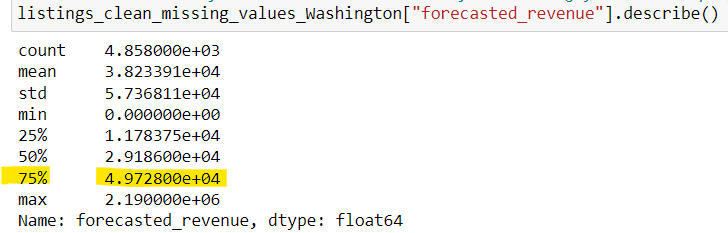 listings_clean_missing_values_Washington["forecasted_revenue"].describe()
count    4.858000e+03
mean     3.823391e+04
std      5.736811e+04
min      0.000000e+00
25%      1.178375e+04
50%      2.918600e+04
75%      4.972800e+04
max      2.190000e+06
Name: forecasted_revenue, dtype: float64